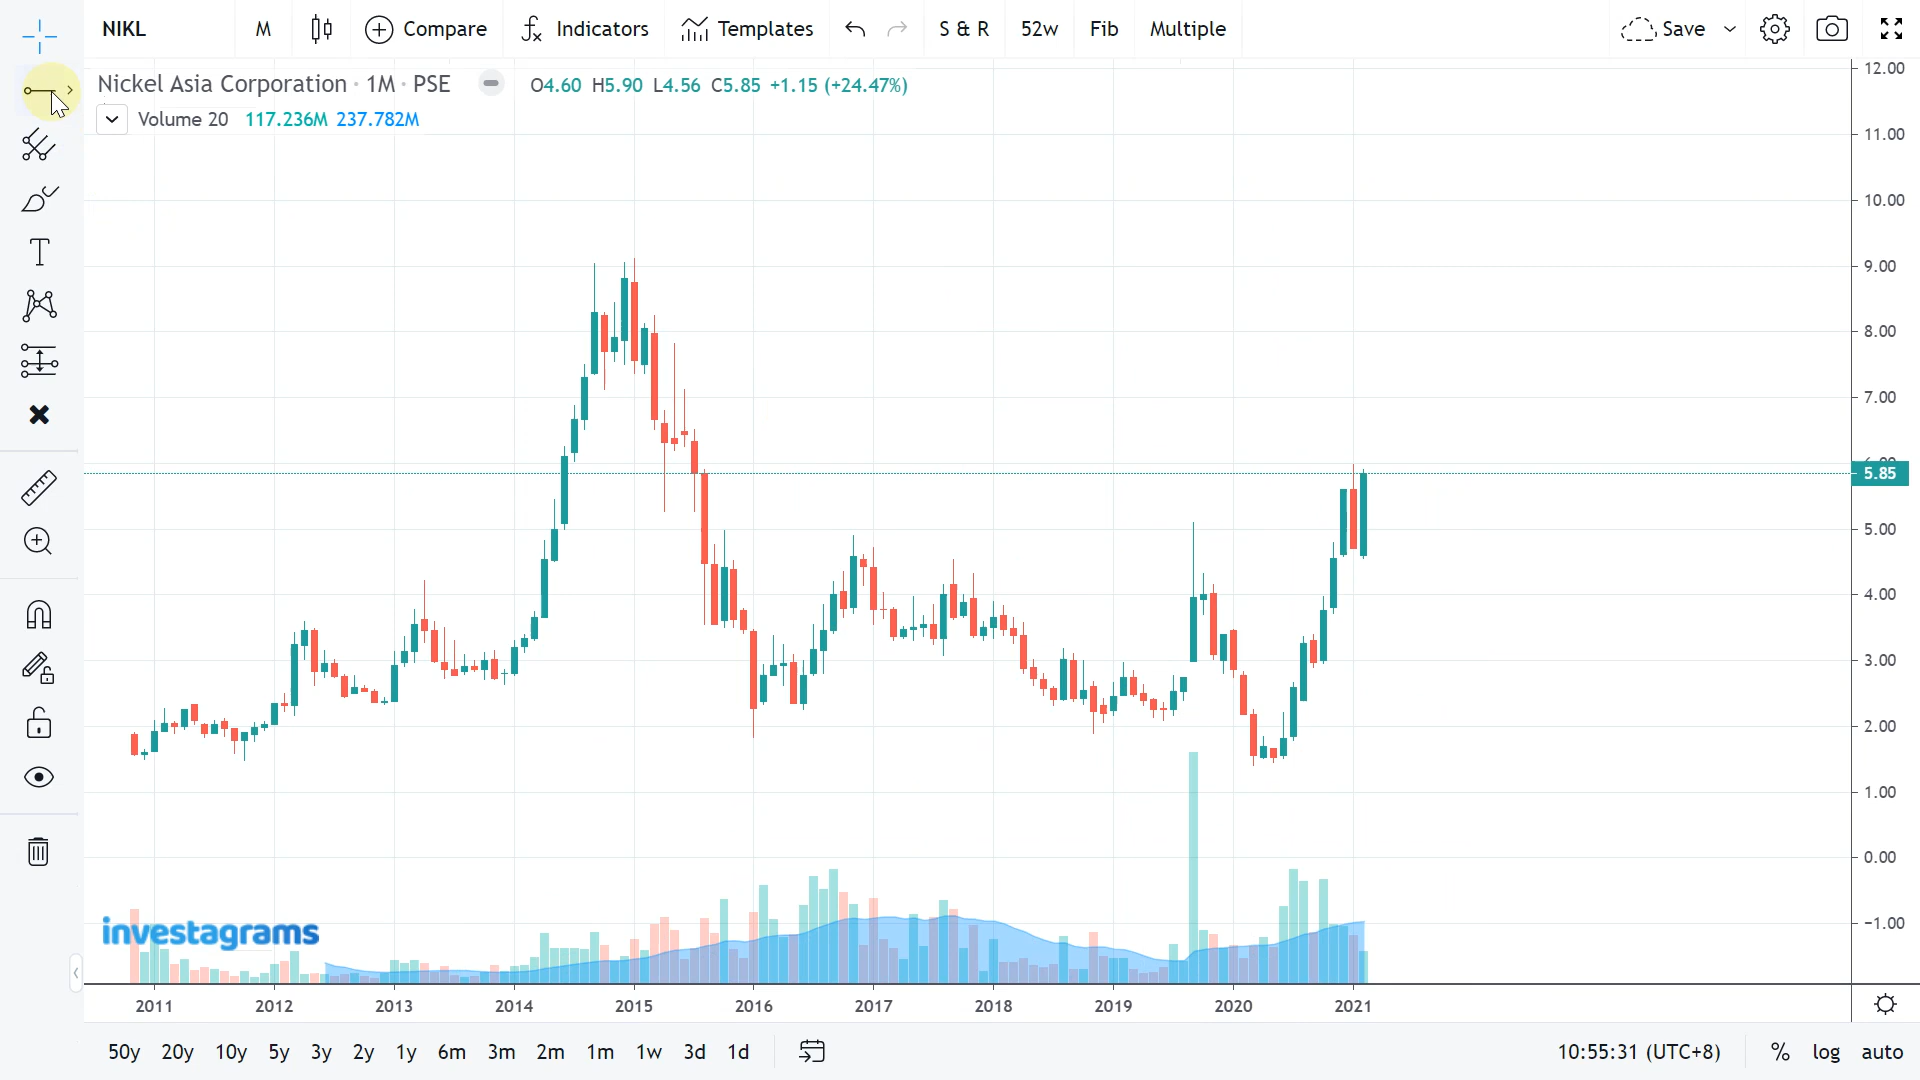 NIKL M Compare Indicators Templates S & R 52w Fib Multiple Save
Nickel Asia Corporation · 1M · PSE O4.60 H5.90 L4.56 C5.85 +1.15 (+24.47%)
Volume 20 117.236M 237.782M
12.00
11.00
10.00
9.00
8.00
7.00
5.85
5.00
4.00
3.00
2.00
1.00
0.00
−1.00
investagrams
2011 2012 2013 2014 2015 2016 2017 2018 2019 2020 2021
50y 20y 10y 5y 3y 2y 1y 6m 3m 2m 1m 1w 3d 1d 10:55:31 (UTC+8) % log auto